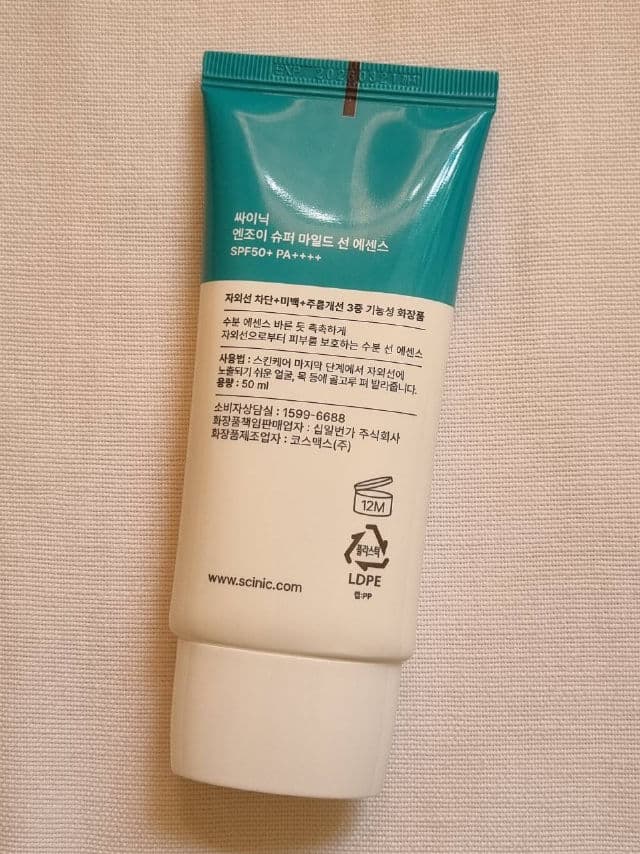 싸이닉
엔조이 슈퍼 마일드 선 에센스
SPF50+ PA++++
자외선 차단+미백+주름개선 3중 기능성 화장품
수분 에센스 바른 듯 촉촉하게
자외선으로부터 피부를 보호하는 수분 선 에센스
사용법 : 스킨케어 마지막 단계에서 자외선에
노출되기 쉬운 얼굴, 목 등에 골고루 펴 발라줍니다.
용량 : 50 ml
소비자상담실 : 1599-6688
화장품책임판매업자 : 십일번가 주식회사
화장품제조업자 : 코스맥스(주)
12M
플라스틱
LDPE
캡:PP
www.scinic.com